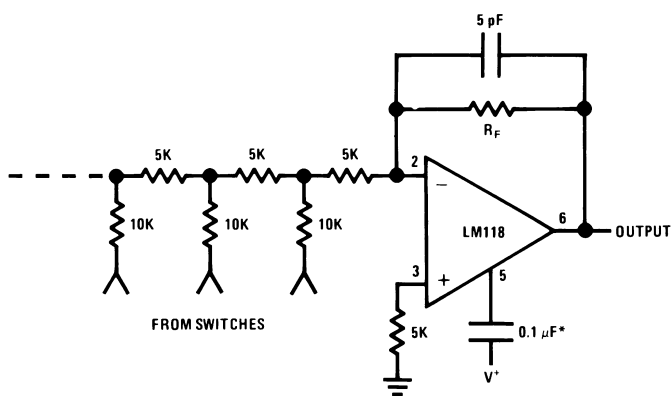 5 pF
R_F
5K
5K
5K
2
10K
10K
10K
−
LM118
6
OUTPUT
3
+
5
FROM SWITCHES
5K
0.1 μF*
V⁺